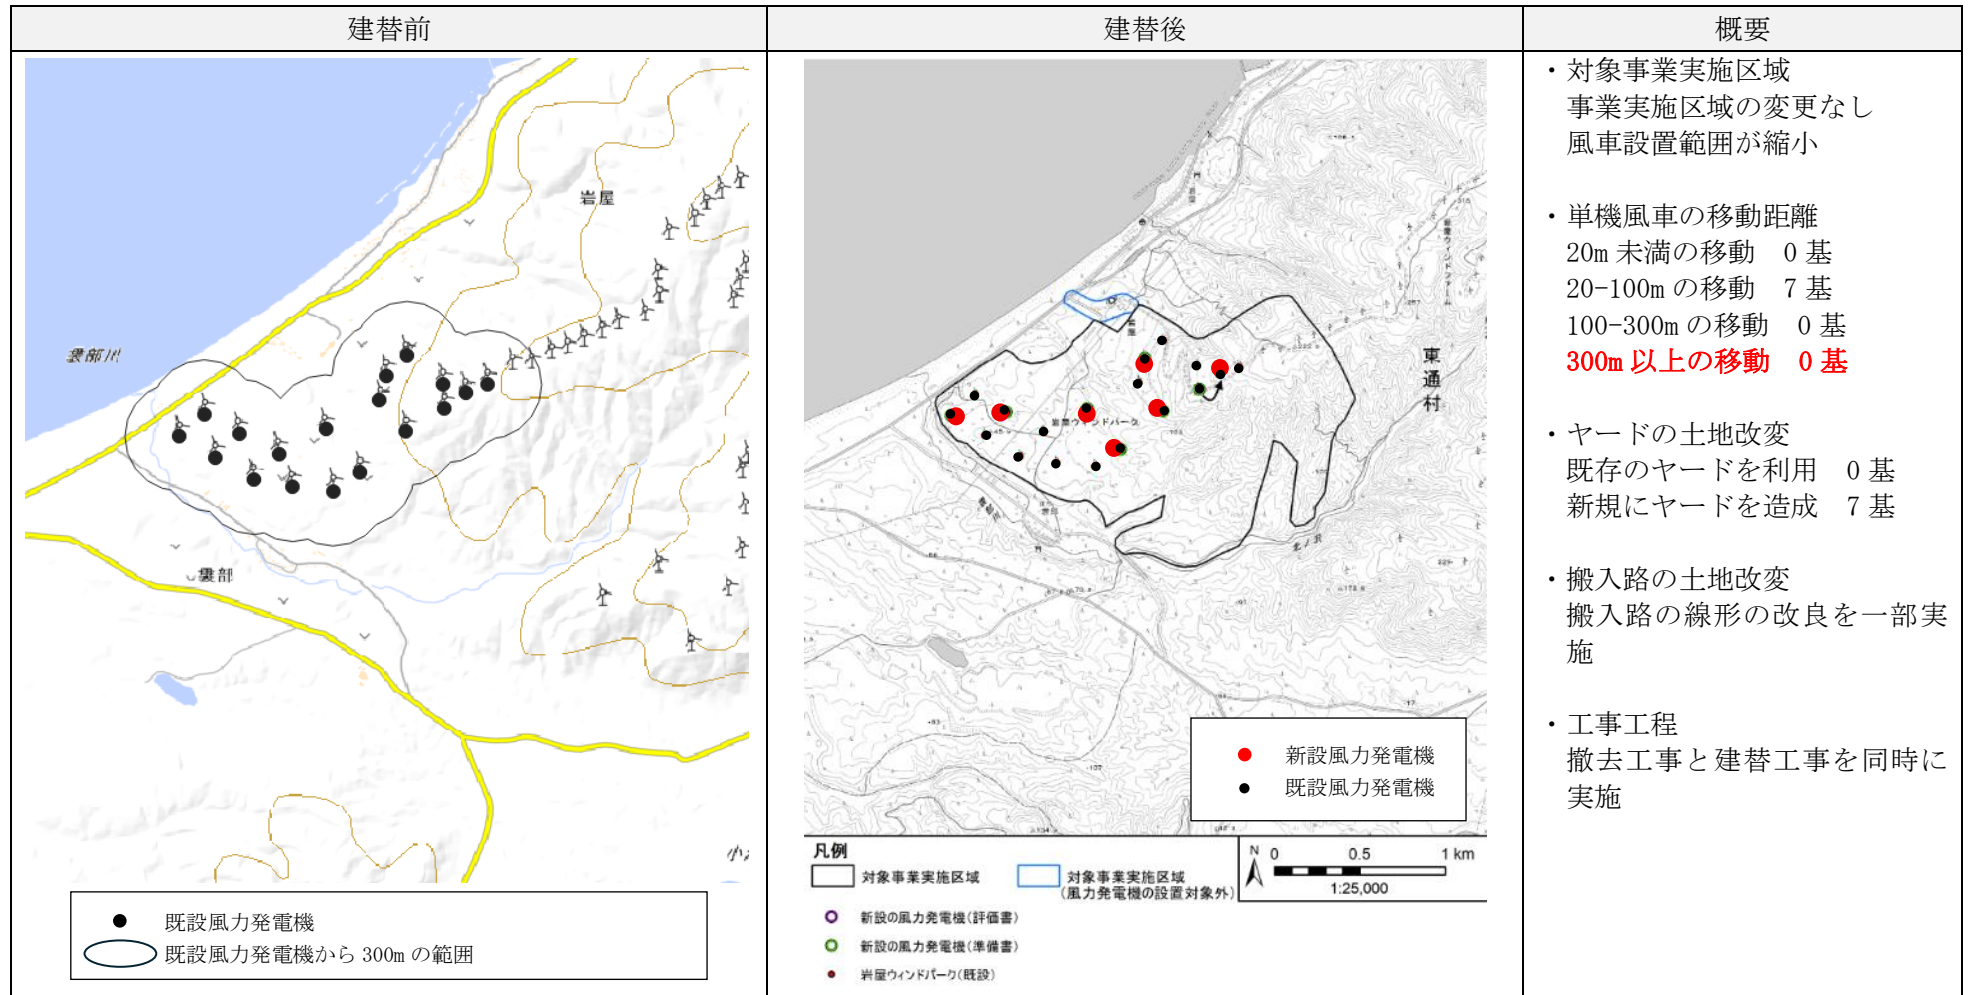 建替前
建替後
概要
岩屋
老部川
老部
小
既設風力発電機
既設風力発電機から 300m の範囲
岩屋ウィンドパーク
東通村
新設風力発電機
既設風力発電機
凡例
対象事業実施区域
対象事業実施区域
(風力発電機の設置対象外)
N
0
0.5
1 km
1:25,000
新設の風力発電機(評価書)
新設の風力発電機(準備書)
岩屋ウィンドパーク(既設)
・対象事業実施区域
事業実施区域の変更なし
風車設置範囲が縮小
・単機風車の移動距離
20m 未満の移動　0 基
20-100m の移動　7 基
100-300m の移動　0 基
300m 以上の移動　0 基
・ヤードの土地改変
既存のヤードを利用　0 基
新規にヤードを造成　7 基
・搬入路の土地改変
搬入路の線形の改良を一部実
施
・工事工程
撤去工事と建替工事を同時に
実施